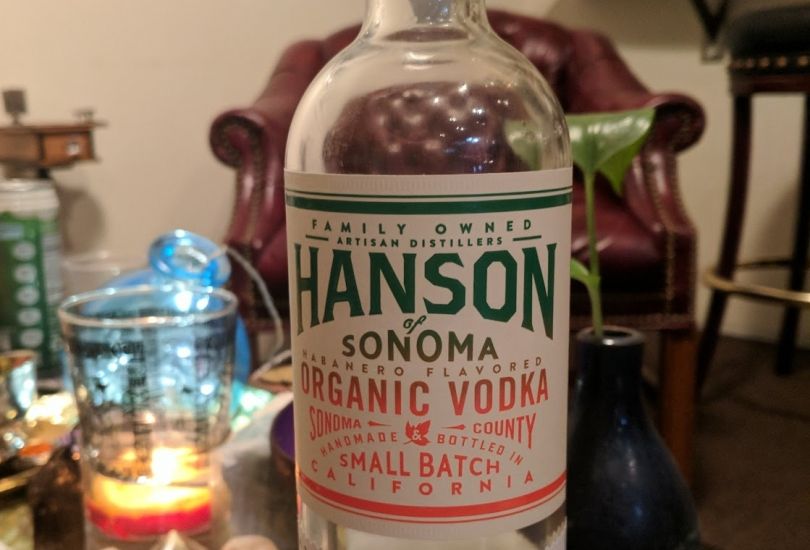 FAMILY OWNED
ARTISAN DISTILLERS
HANSON
of
SONOMA
HABANERO FLAVORED
ORGANIC VODKA
SONOMA & COUNTY
HANDMADE BOTTLED IN
SMALL BATCH
CALIFORNIA